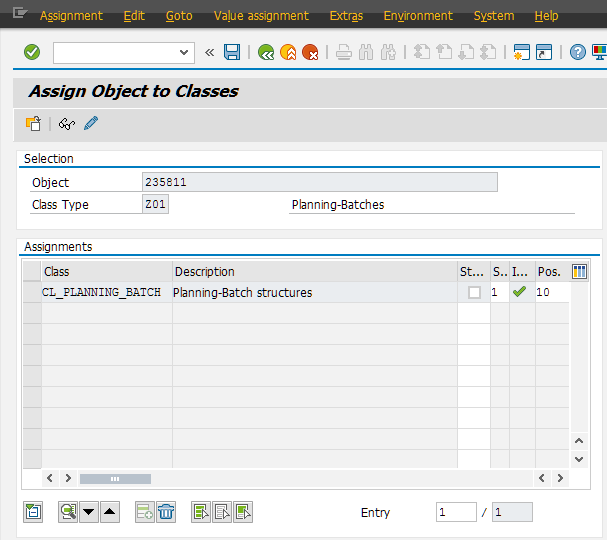 Assignment Edit Goto Value assignment Extras Environment System Help
Assign Object to Classes
Selection
Object 235811
Class Type Z01 Planning-Batches
Assignments
Class Description St... S.. I... Pos.
CL_PLANNING_BATCH Planning-Batch structures 1 10
Entry 1 / 1